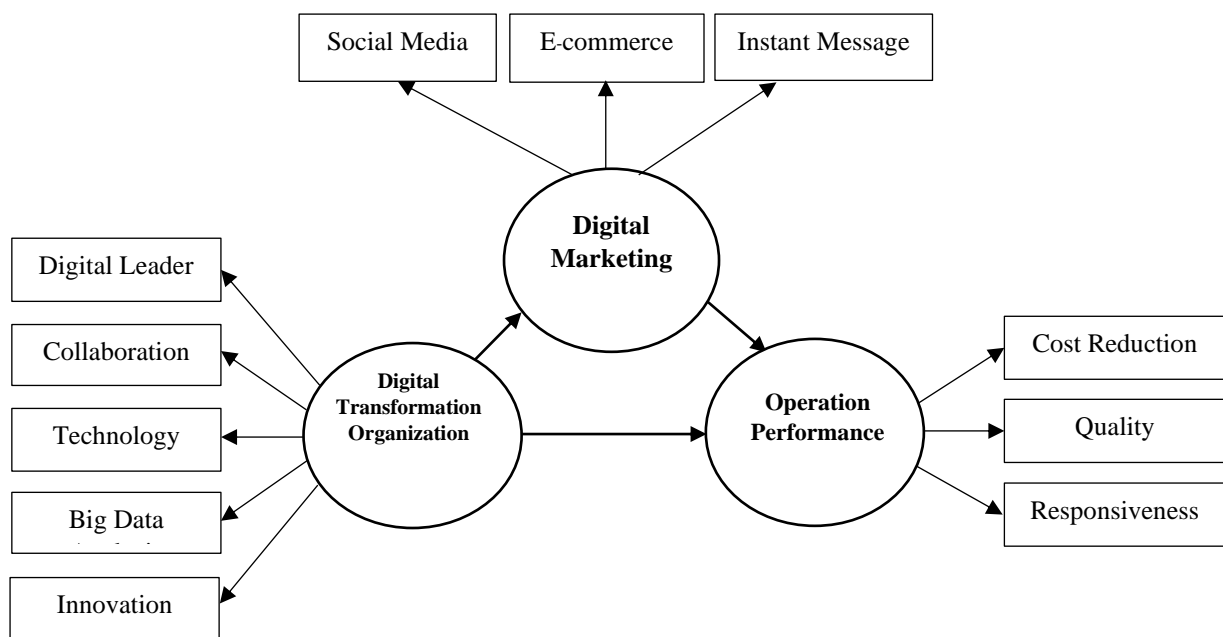 Social Media
E-commerce
Instant Message
Digital
Marketing
Digital Leader
Collaboration
Technology
Big Data
Innovation
Digital
Transformation
Organization
Operation
Performance
Cost Reduction
Quality
Responsiveness